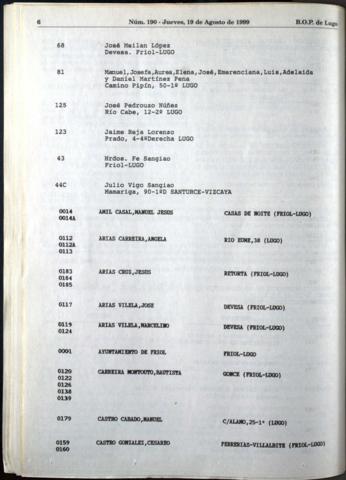 6 Núm. 190 - Jueves, 19 de Agosto de 1999 B.O.P. de Lugo
68 José Meilan López
Devesa. Friol-LUGO
81 Manuel,Josefa,Aurea,Elena,José,Emerenciana,Luis,Adelaida
y Daniel Martínez Pena
Camino Pipín, 50-1º LUGO
125 José Pedrouzo Núñez
Río Cabe, 12-2º LUGO
123 Jaime Reja Lorenzo
Prado, 4-4ºDerecha LUGO
43 Hrdos. Fe Sangiao
Friol-LUGO
44C Julio Vigo Sangiao
Mamariga, 90-1ºD SANTURCE-VIZCAYA
0014 AMIL CASAL,MANUEL JESUS CASAS DE NOITE (FRIOL-LUGO)
0014A
0112 ARIAS CARREIRA,ANGELA RIO EUME,38 (LUGO)
0112A
0113
0183 ARIAS CRUZ,JESUS RETORTA (FRIOL-LUGO)
0184
0185
0117 ARIAS VILELA,JOSE DEVESA (FRIOL-LUGO)
0119 ARIAS VILELA,MARCELINO DEVESA (FRIOL-LUGO)
0124
0001 AYUNTAMIENTO DE FRIOL FRIOL-LUGO
0120 CARREIRA MONTOUTO,BAUTISTA GONCE (FRIOL-LUGO)
0122
0126
0138
0139
0179 CASTRO CABADO,MANUEL C/ALAMO,25-1º (LUGO)
0159 CASTRO GONZALEZ,CESAREO FERRERIAS-VILLALBITE (FRIOL-LUGO)
0160